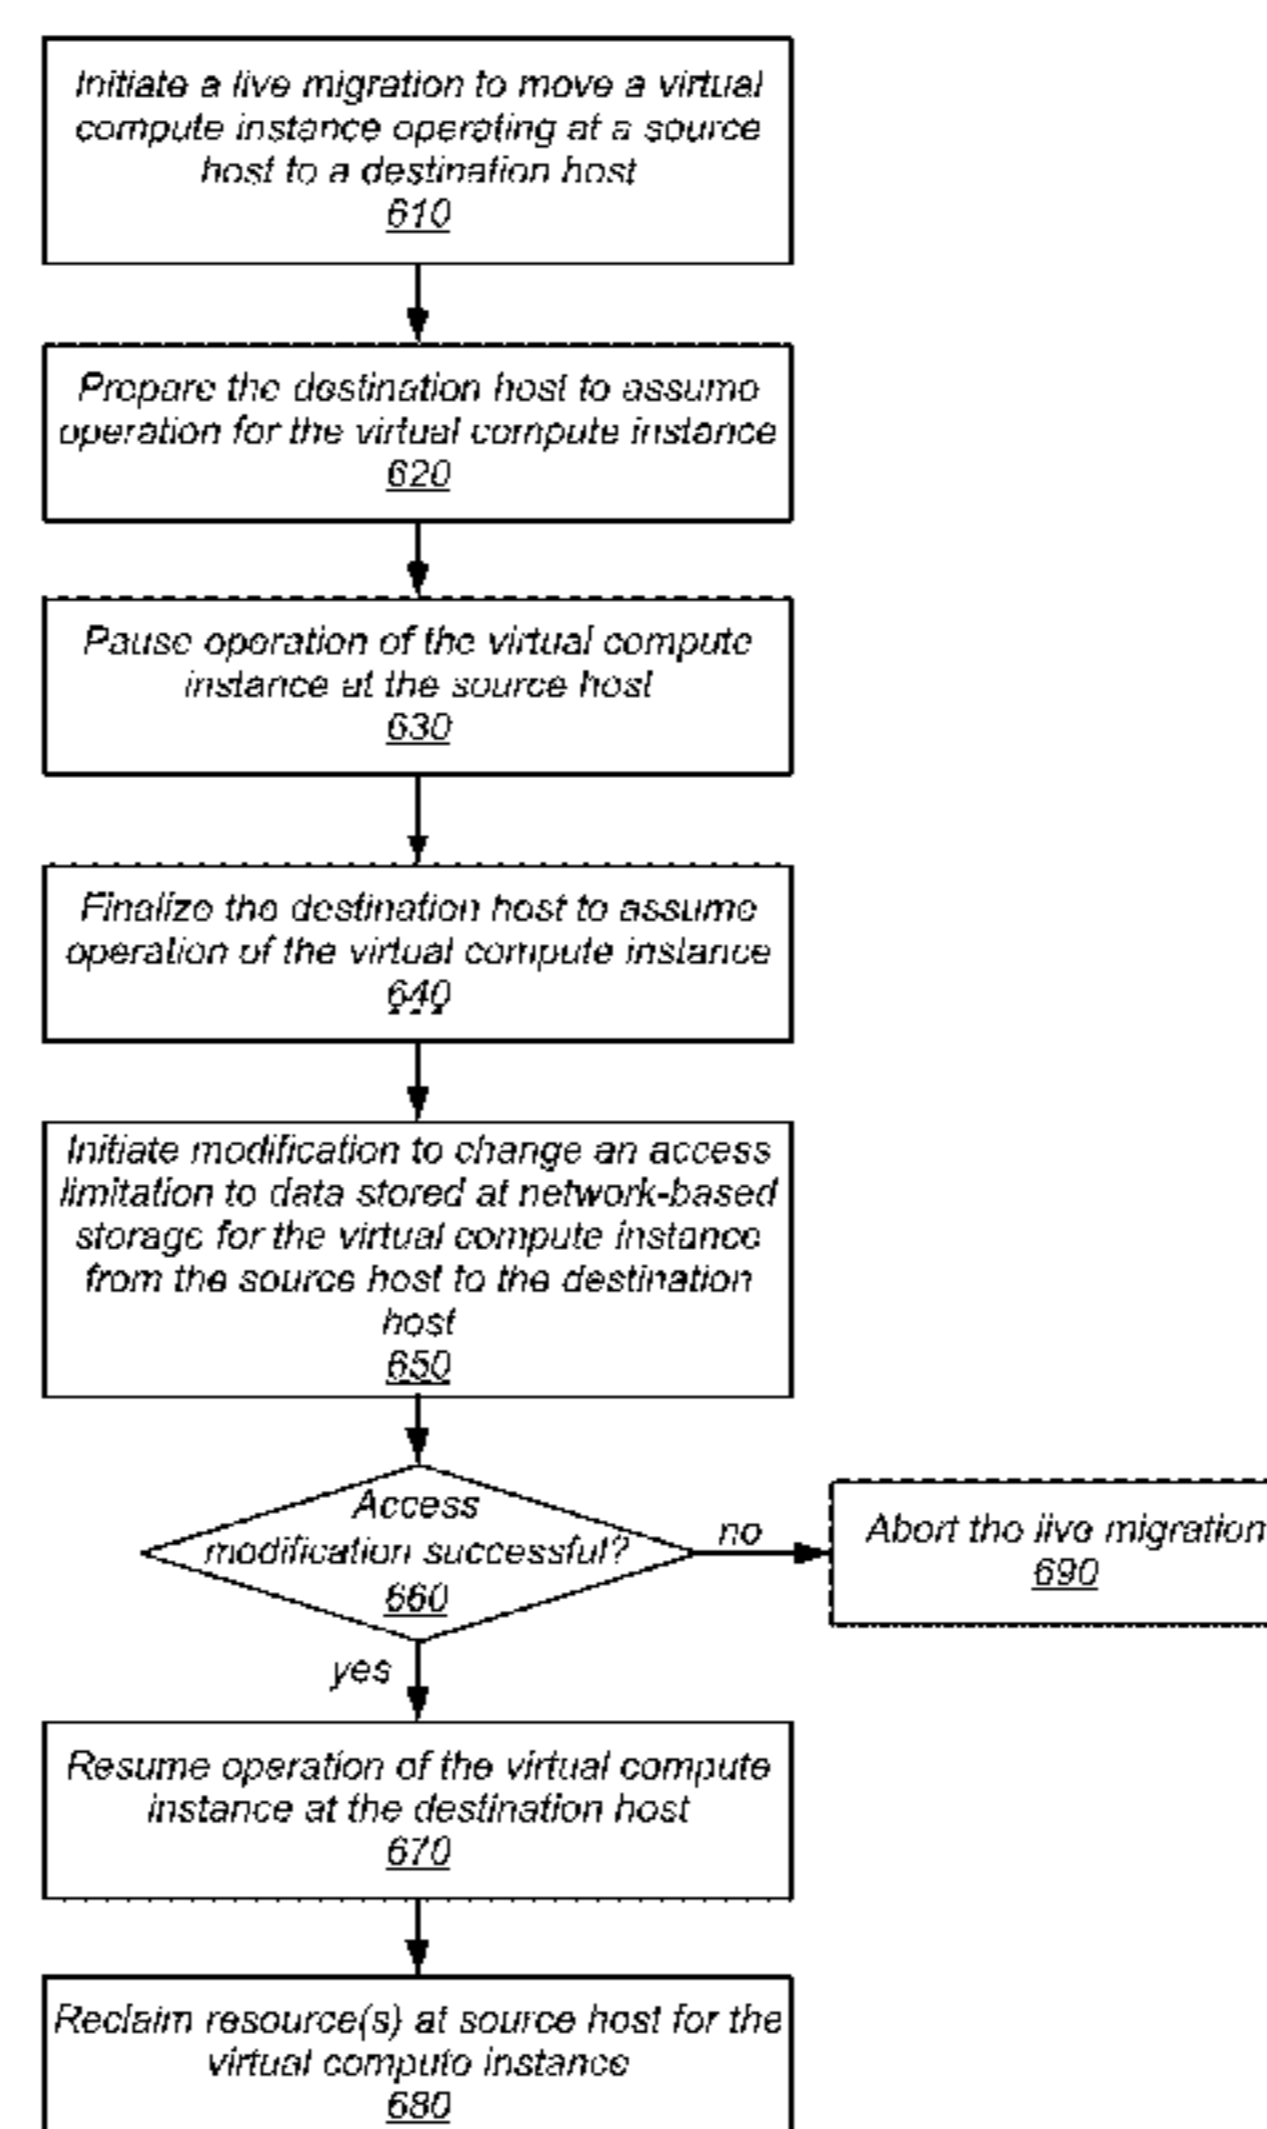 Initiate a live migration to move a virtual
compute instance operating at a source
host to a destination host
610
Prepare the destination host to assume
operation for the virtual compute instance
620
Pause operation of the virtual compute
instance at the source host
630
Finalize the destination host to assume
operation of the virtual compute instance
640
Initiate modification to change an access
limitation to data stored at network-based
storage for the virtual compute instance
from the source host to the destination
host
650
Access
modification successful?
660
no
Abort the live migration
690
yes
Resume operation of the virtual compute
instance at the destination host
670
Reclaim resource(s) at source host for the
virtual compute instance
680